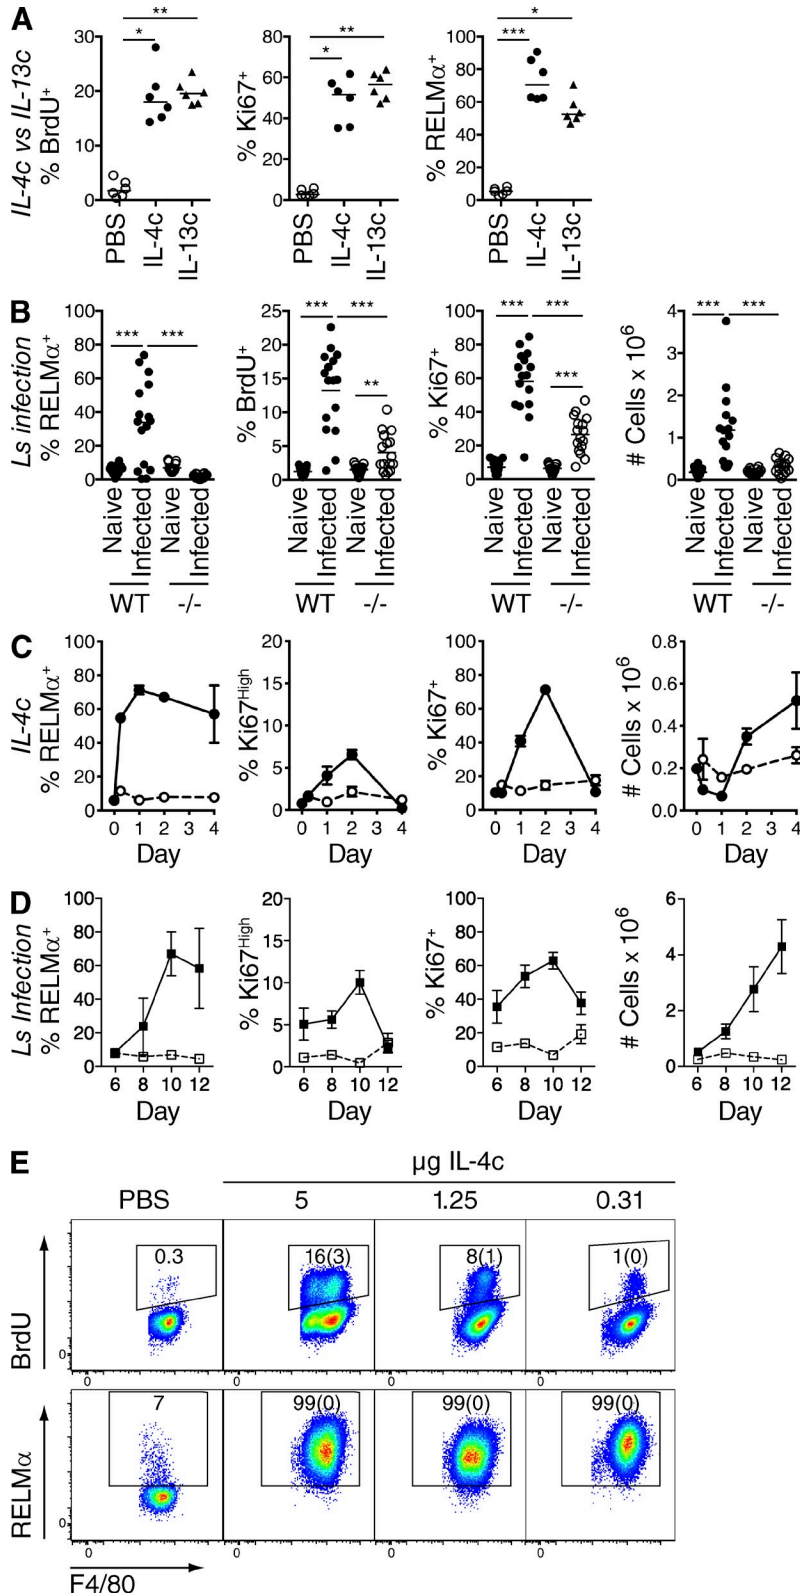 A
IL-4c vs IL-13c
% BrdU+
30
20
10
0
*
**
PBS
IL-4c
IL-13c
% Ki67+
80
60
40
20
0
*
**
PBS
IL-4c
IL-13c
% RELMα+
100
80
60
40
20
0
***
*
PBS
IL-4c
IL-13c
B
Ls infection
% RELMα+
100
80
60
40
20
0
***
***
Naive
Infected
Naive
Infected
WT
-/-
% BrdU+
25
20
15
10
5
0
***
***
**
Naive
Infected
Naive
Infected
WT
-/-
% Ki67+
100
80
60
40
20
0
***
***
***
Naive
Infected
Naive
Infected
WT
-/-
# Cells x 10^6
4
3
2
1
0
***
***
Naive
Infected
Naive
Infected
WT
-/-
C
IL-4c
% RELMα+
100
80
60
40
20
0
0 1 2 3 4
Day
% Ki67High
20
15
10
5
0
0 1 2 3 4
Day
% Ki67+
100
80
60
40
20
0
0 1 2 3 4
Day
# Cells x 10^6
0.8
0.6
0.4
0.2
0.0
0 1 2 3 4
Day
D
Ls Infection
% RELMα+
100
80
60
40
20
0
6 8 10 12
Day
% Ki67High
20
15
10
5
0
6 8 10 12
Day
% Ki67+
100
80
60
40
20
0
6 8 10 12
Day
# Cells x 10^6
6
4
2
0
6 8 10 12
Day
E
µg IL-4c
PBS 5 1.25 0.31
BrdU
0.3 16(3) 8(1) 1(0)
0
0 0 0 0
RELMα
7 99(0) 99(0) 99(0)
0
0 0 0 0
F4/80